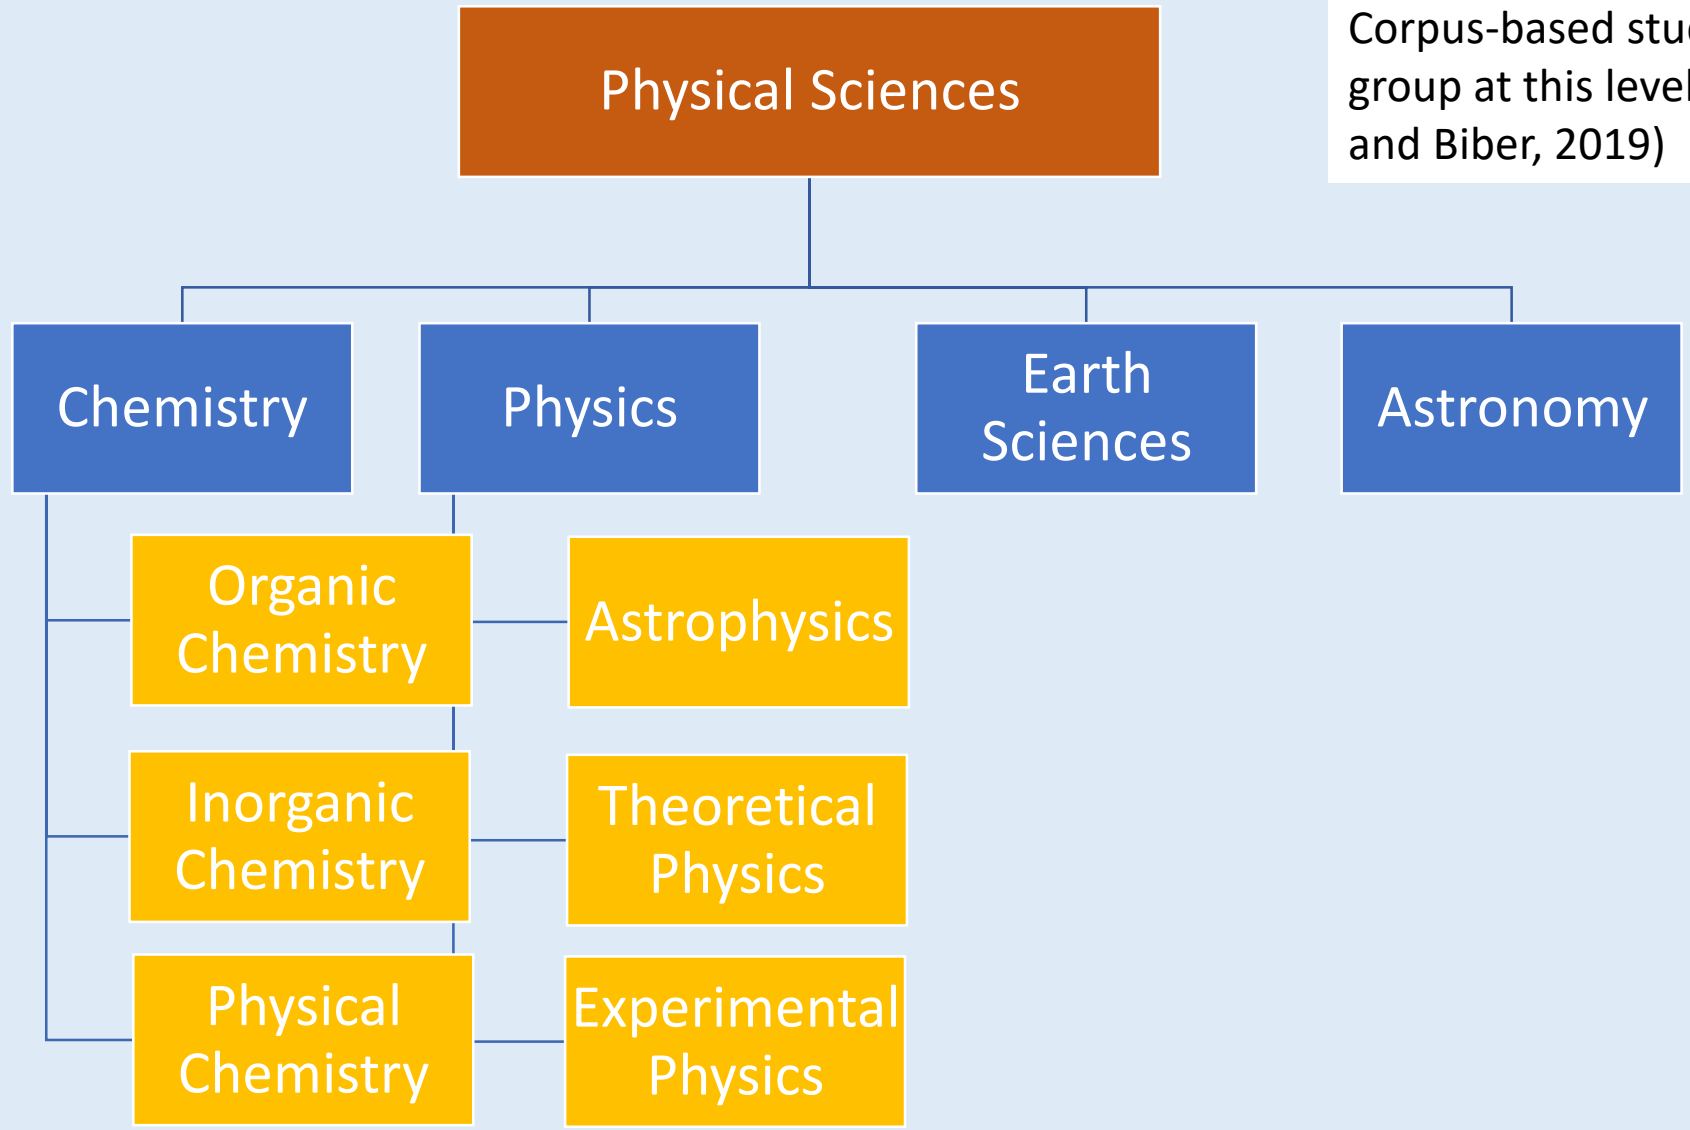 Physical Sciences
Corpus-based
group at this level
and Biber, 2019)
Chemistry
Physics
Earth
Sciences
Astronomy
Organic
Chemistry
Astrophysics
Inorganic
Chemistry
Theoretical
Physics
Physical
Chemistry
Experimental
Physics